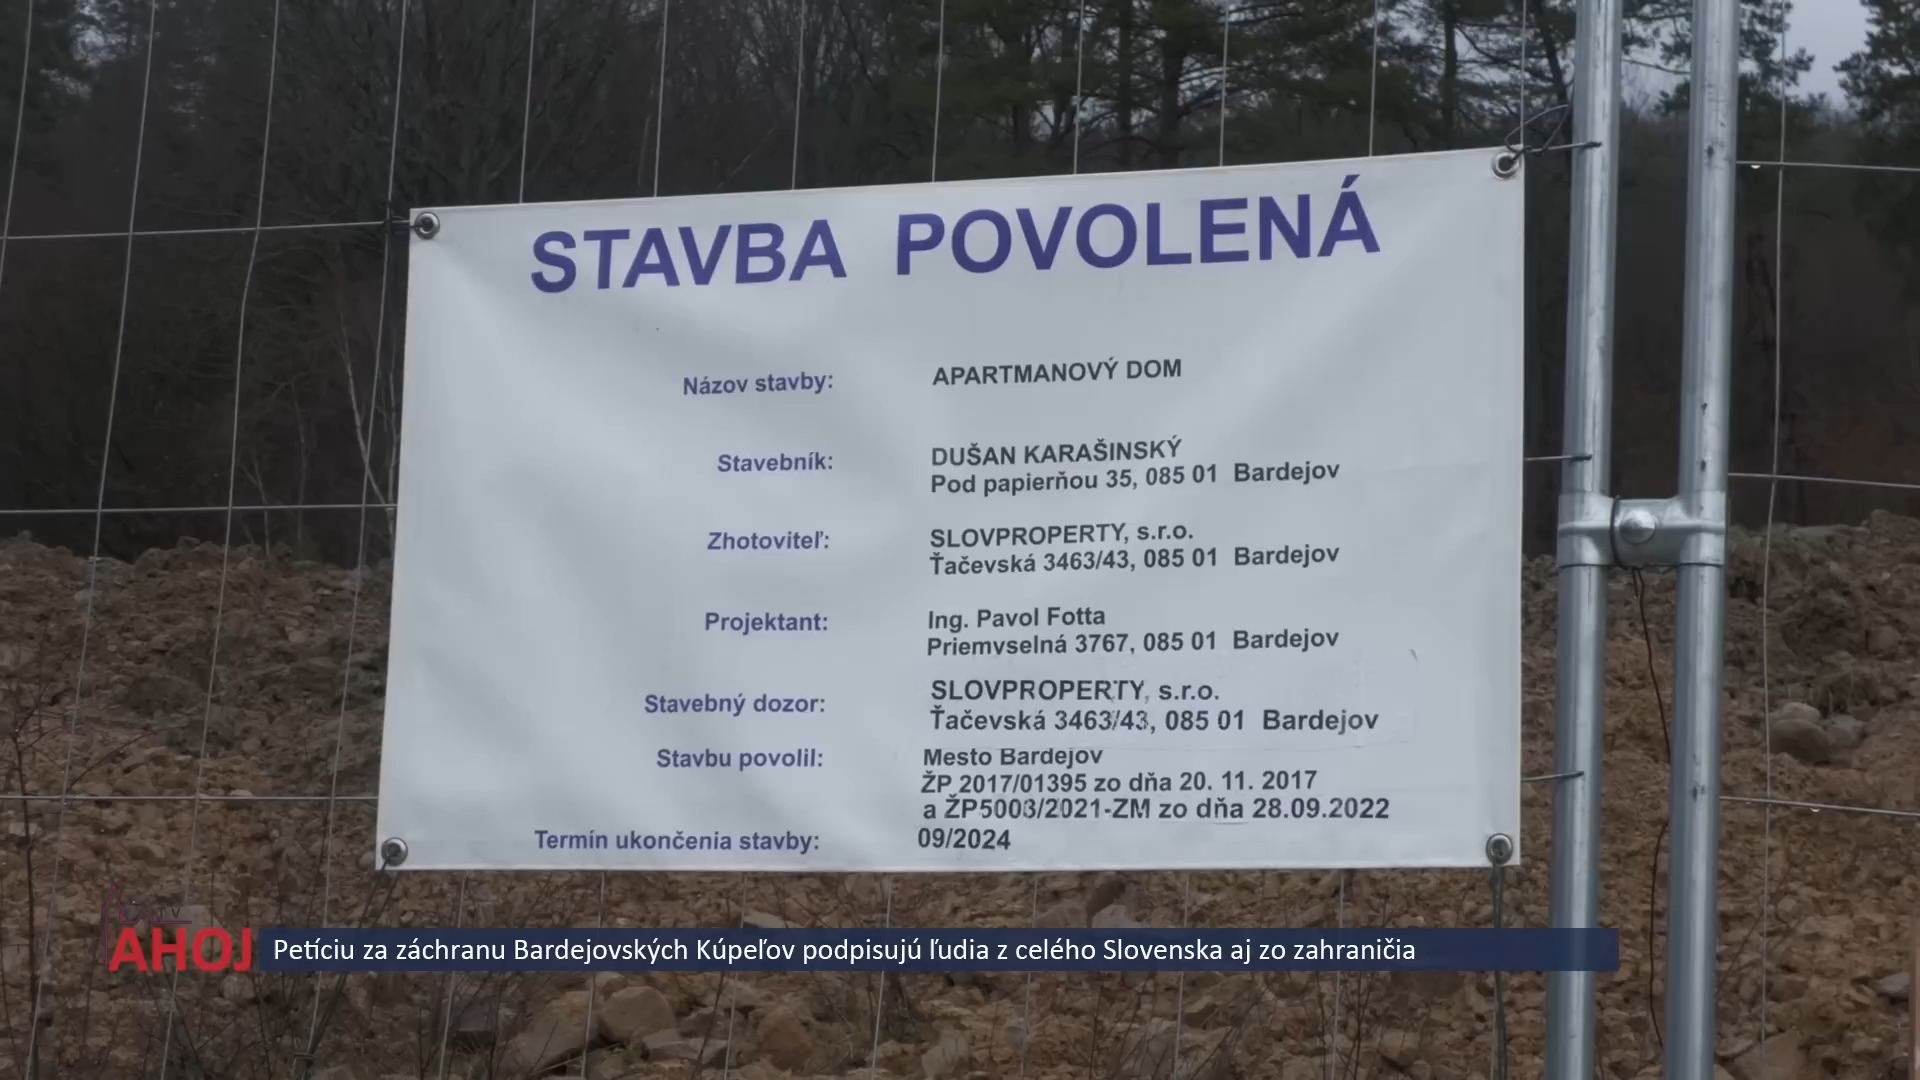 STAVBA POVOLENÁ
Názov stavby: APARTMANOVÝ DOM
Stavebník: DUŠAN KARAŠINSKÝ
Pod papierňou 35, 085 01 Bardejov
Zhotoviteľ: SLOVPROPERTY, s.r.o.
Ťačevská 3463/43, 085 01 Bardejov
Projektant: Ing. Pavol Fotta
Priemvselná 3767, 085 01 Bardejov
Stavebný dozor: SLOVPROPERTY, s.r.o.
Ťačevská 3463/43, 085 01 Bardejov
Stavbu povolil: Mesto Bardejov
ŽP 2017/01395 zo dňa 20. 11. 2017
a ŽP5003/2021-ZM zo dňa 28.09.2022
Termín ukončenia stavby: 09/2024
AHOJ
Petíciu za záchranu Bardejovských Kúpeľov podpisujú ľudia z celého Slovenska aj zo zahraničia